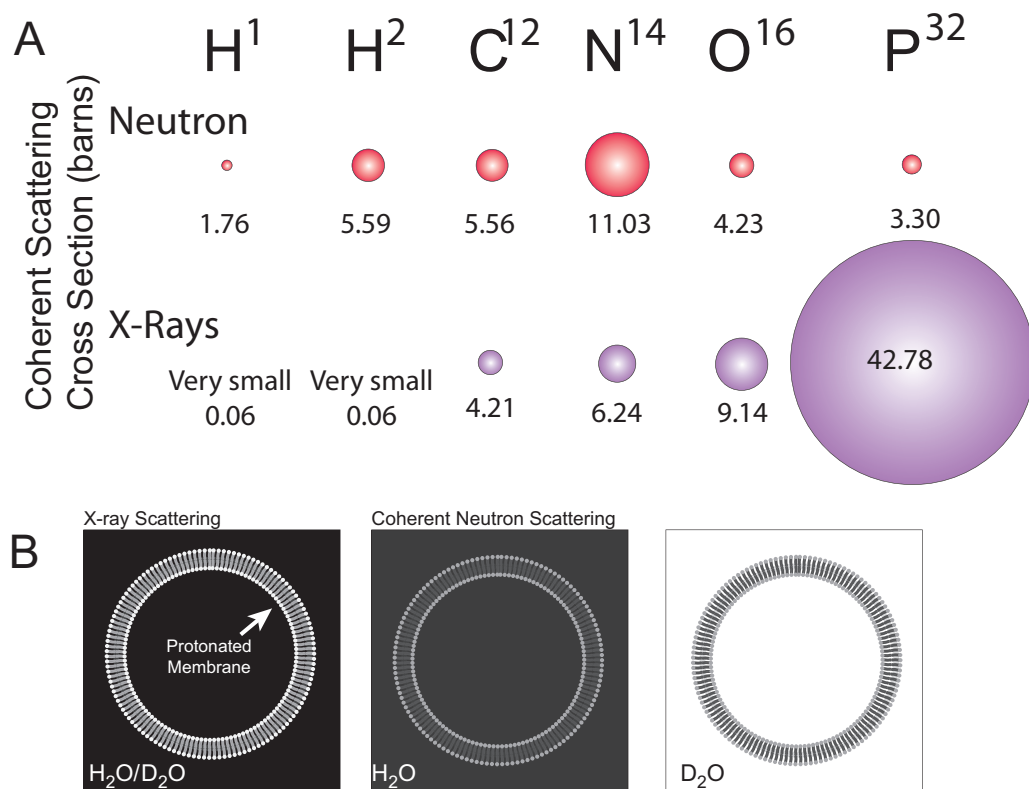 A
H¹ H² C¹² N¹⁴ O¹⁶ P³²
Coherent Scattering
Cross Section (barns)
Neutron
1.76 5.59 5.56 11.03 4.23 3.30
X-Rays
Very small Very small
0.06 0.06 4.21 6.24 9.14 42.78
B
X-ray Scattering
Protonated
Membrane
H₂O/D₂O
Coherent Neutron Scattering
H₂O
D₂O